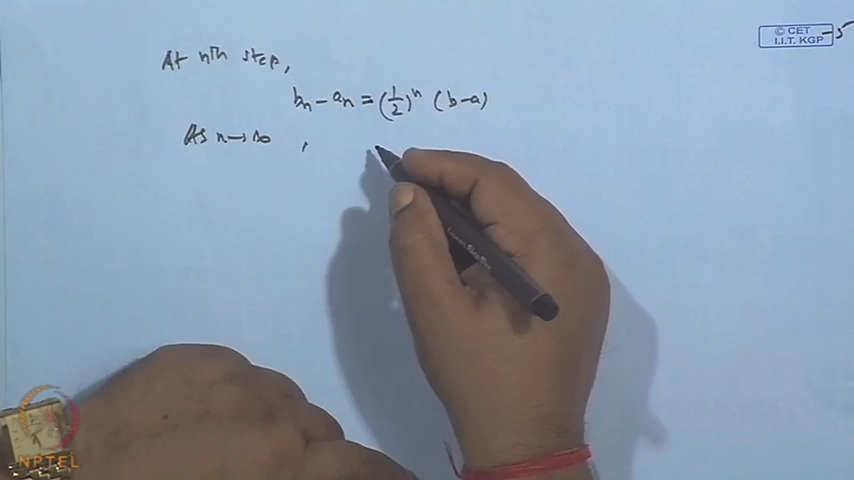 © CET
I.I.T. KGP
At nth step,
bₙ - aₙ = (1/2)ⁿ (b-a)
As n → ∞ ,
NPTEL